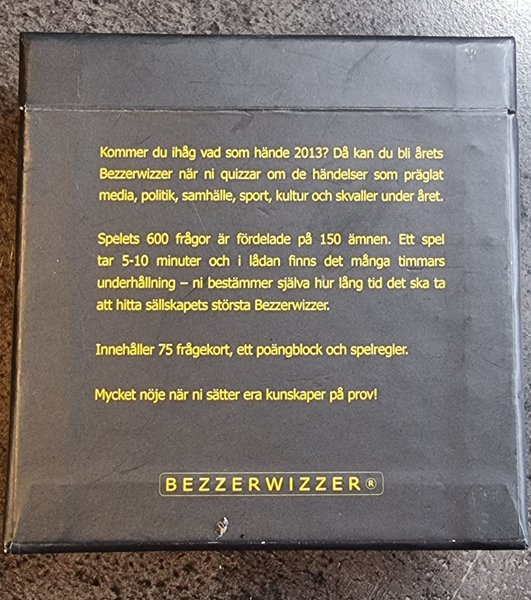 Kommer du ihåg vad som hände 2013? Då kan du bli årets
Bezzerwizzer när ni quizzar om de händelser som präglat
media, politik, samhälle, sport, kultur och skvaller under året.
Spelets 600 frågor är fördelade på 150 ämnen. Ett spel
tar 5-10 minuter och i lådan finns det många timmars
underhållning – ni bestämmer själva hur lång tid det ska ta
att hitta sällskapets största Bezzerwizzer.
Innehåller 75 frågekort, ett poängblock och spelregler.
Mycket nöje när ni sätter era kunskaper på prov!
BEZZERWIZZER®